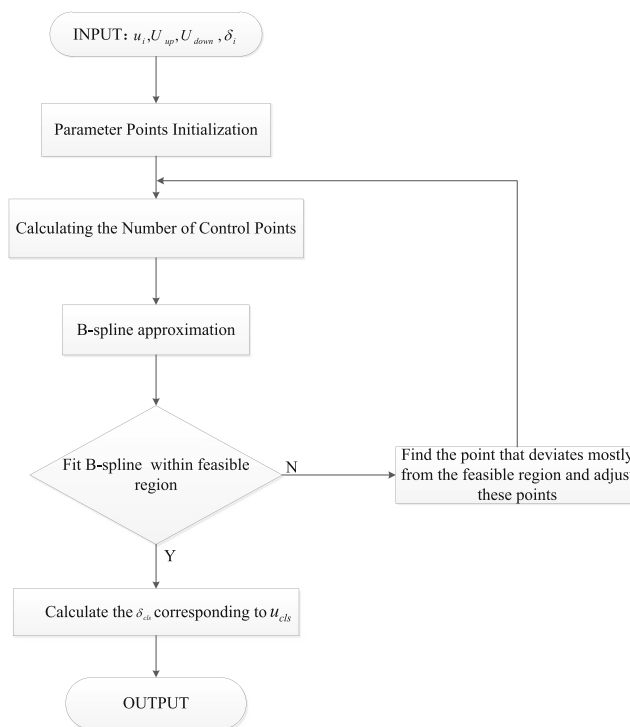 INPUT: u_i, U_up, U_down, δ_i
Parameter Points Initialization
Calculating the Number of Control Points
B-spline approximation
Fit B-spline within feasible
region
N
Find the point that deviates mostly
from the feasible region and adjust
these points
Y
Calculate the δ_cls corresponding to u_cls
OUTPUT